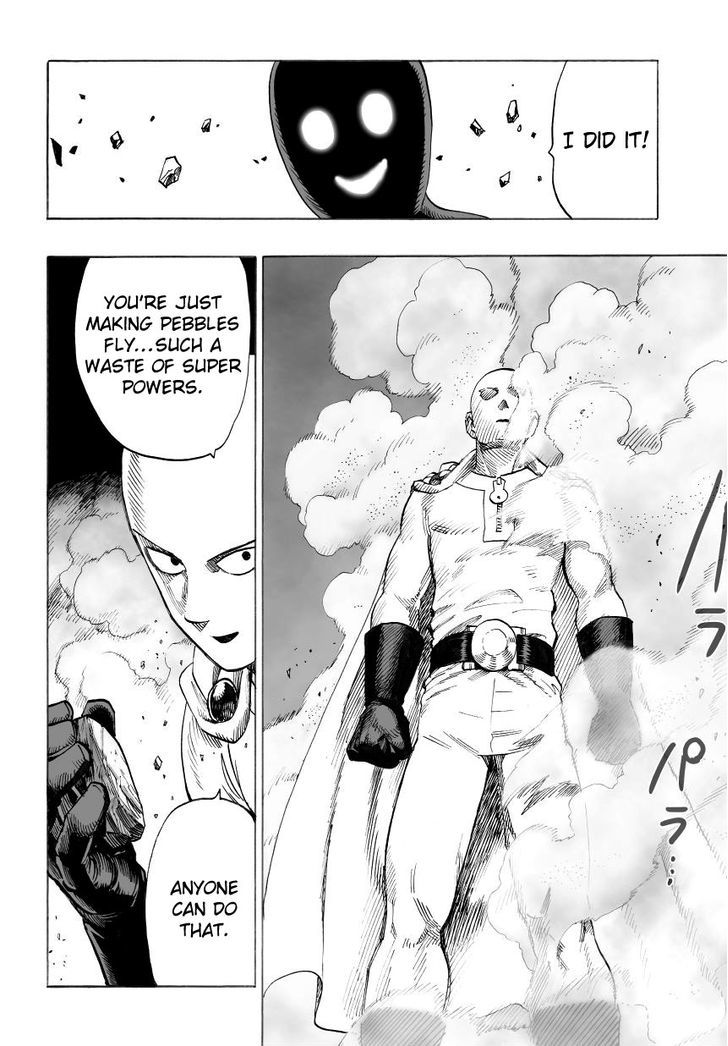 I DID IT!
パラ
パラ…
YOU'RE JUST
MAKING PEBBLES
FLY...SUCH A
WASTE OF SUPER
POWERS.
ANYONE
CAN DO
THAT.